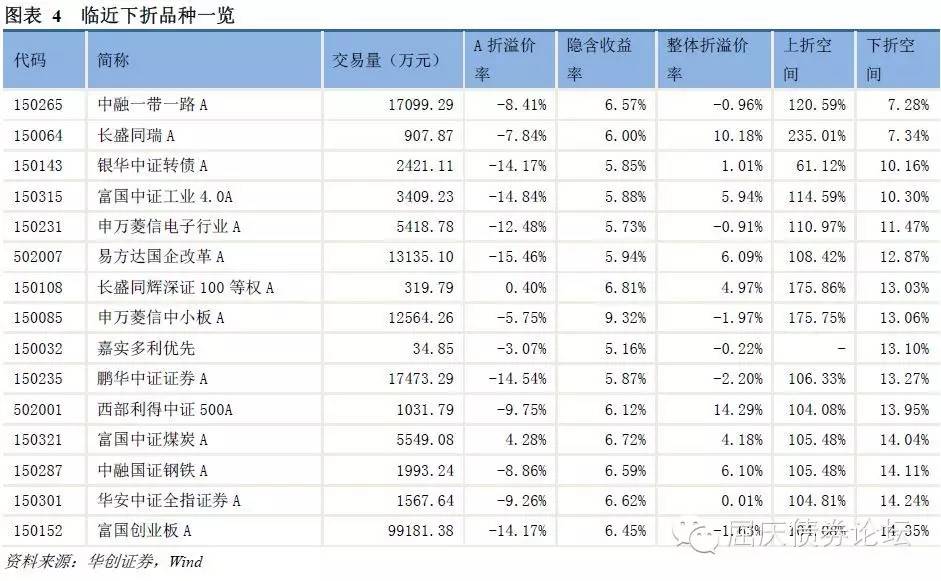 图表 4 临近下折品种一览
代码 简称 交易量（万元） A 折溢价率 隐含收益率 整体折溢价率 上折空间 下折空间
150265 中融一带一路 A 17099.29 -8.41% 6.57% -0.96% 120.59% 7.28%
150064 长盛同瑞 A 907.87 -7.84% 6.00% 10.18% 235.01% 7.34%
150143 银华中证转债 A 2421.11 -14.17% 5.85% 1.01% 61.12% 10.16%
150315 富国中证工业 4.0A 3409.23 -14.84% 5.88% 5.94% 114.59% 10.30%
150231 申万菱信电子行业 A 5418.78 -12.48% 5.73% -0.91% 110.97% 11.47%
502007 易方达国企改革 A 13135.10 -15.46% 5.94% 6.09% 108.42% 12.87%
150108 长盛同辉深证 100 等权 A 319.79 0.40% 6.81% 4.97% 175.86% 13.03%
150085 申万菱信中小板 A 12564.26 -5.75% 9.32% -1.97% 175.75% 13.06%
150032 嘉实多利优先 34.85 -3.07% 5.16% -0.22% - 13.10%
150235 鹏华中证证券 A 17473.29 -14.54% 5.87% -2.20% 106.33% 13.27%
502001 西部利得中证 500A 1031.79 -9.75% 6.12% 14.29% 104.08% 13.95%
150321 富国中证煤炭 A 5549.08 4.28% 6.72% 4.18% 105.48% 14.04%
150287 中融国证钢铁 A 1993.24 -8.86% 6.59% 6.10% 105.48% 14.11%
150301 华安中证全指证券 A 1567.64 -9.26% 6.62% 0.01% 104.81% 14.24%
150152 富国创业板 A 99181.38 -14.17% 6.45% -1.63% 14.35%
屈庆债券论坛
资料来源：华创证券，Wind